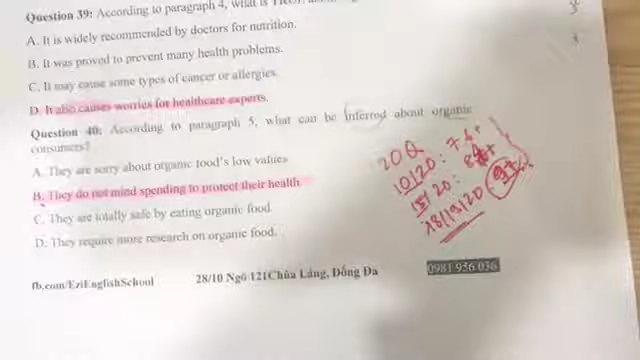 Question 39: According to paragraph 4, what is
A. It is widely recommended by doctors for nutrition.
B. It was proved to prevent many health problems.
C. It may cause some types of cancer or allergies.
D. It also causes worries for healthcare experts.
Question 40: According to paragraph 5, what can be inferred about organic
consumers?
A. They are sorry about organic food's low values
B. They do not mind spending to protect their health.
C. They are totally safe by eating organic food.
D. They require more research on organic food.
20 Q
10/20: 7
15/20: 8
18/19/20 9+
fb.com/EziEnglishSchool 28/10 Ngõ 121Chùa Láng, Đống Đa 0981 956 036